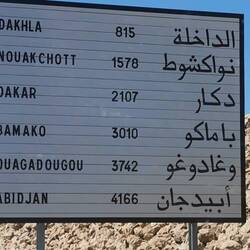 DAKHLA 815 الداخلة
NOUAKCHOTT 1578 نواكشوط
DAKAR 2107 دكار
BAMAKO 3010 باماكو
OUAGADOUGOU 3742 وغادوغو
ABIDJAN 4166 أبيدجان